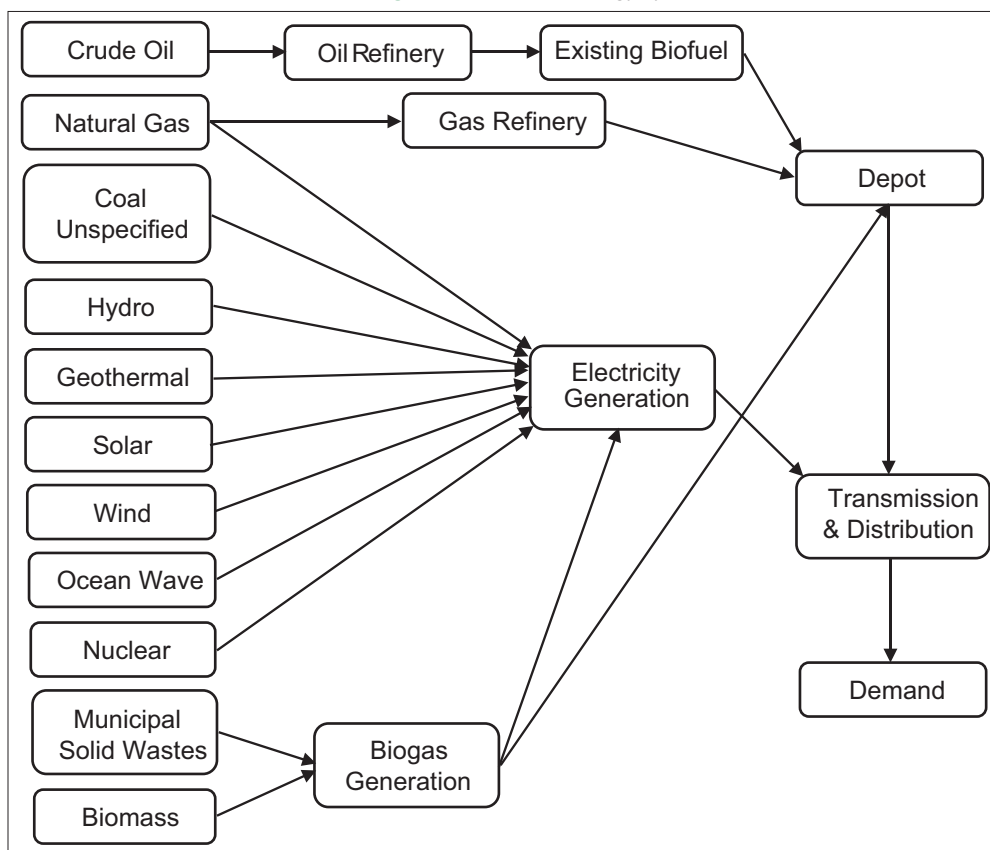 Crude Oil
Oil Refinery
Existing Biofuel
Natural Gas
Gas Refinery
Depot
Coal
Unspecified
Hydro
Geothermal
Electricity
Generation
Solar
Wind
Transmission
& Distribution
Ocean Wave
Nuclear
Demand
Municipal
Solid Wastes
Biogas
Generation
Biomass